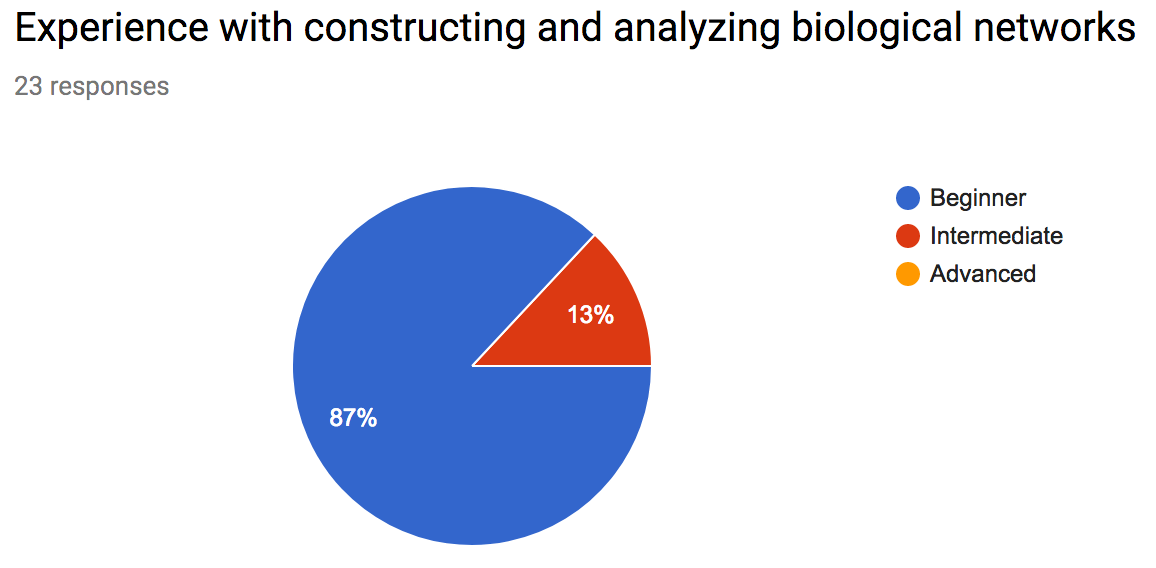 Experience with constructing and analyzing biological networks
23 responses
Beginner
Intermediate
Advanced
13%
87%